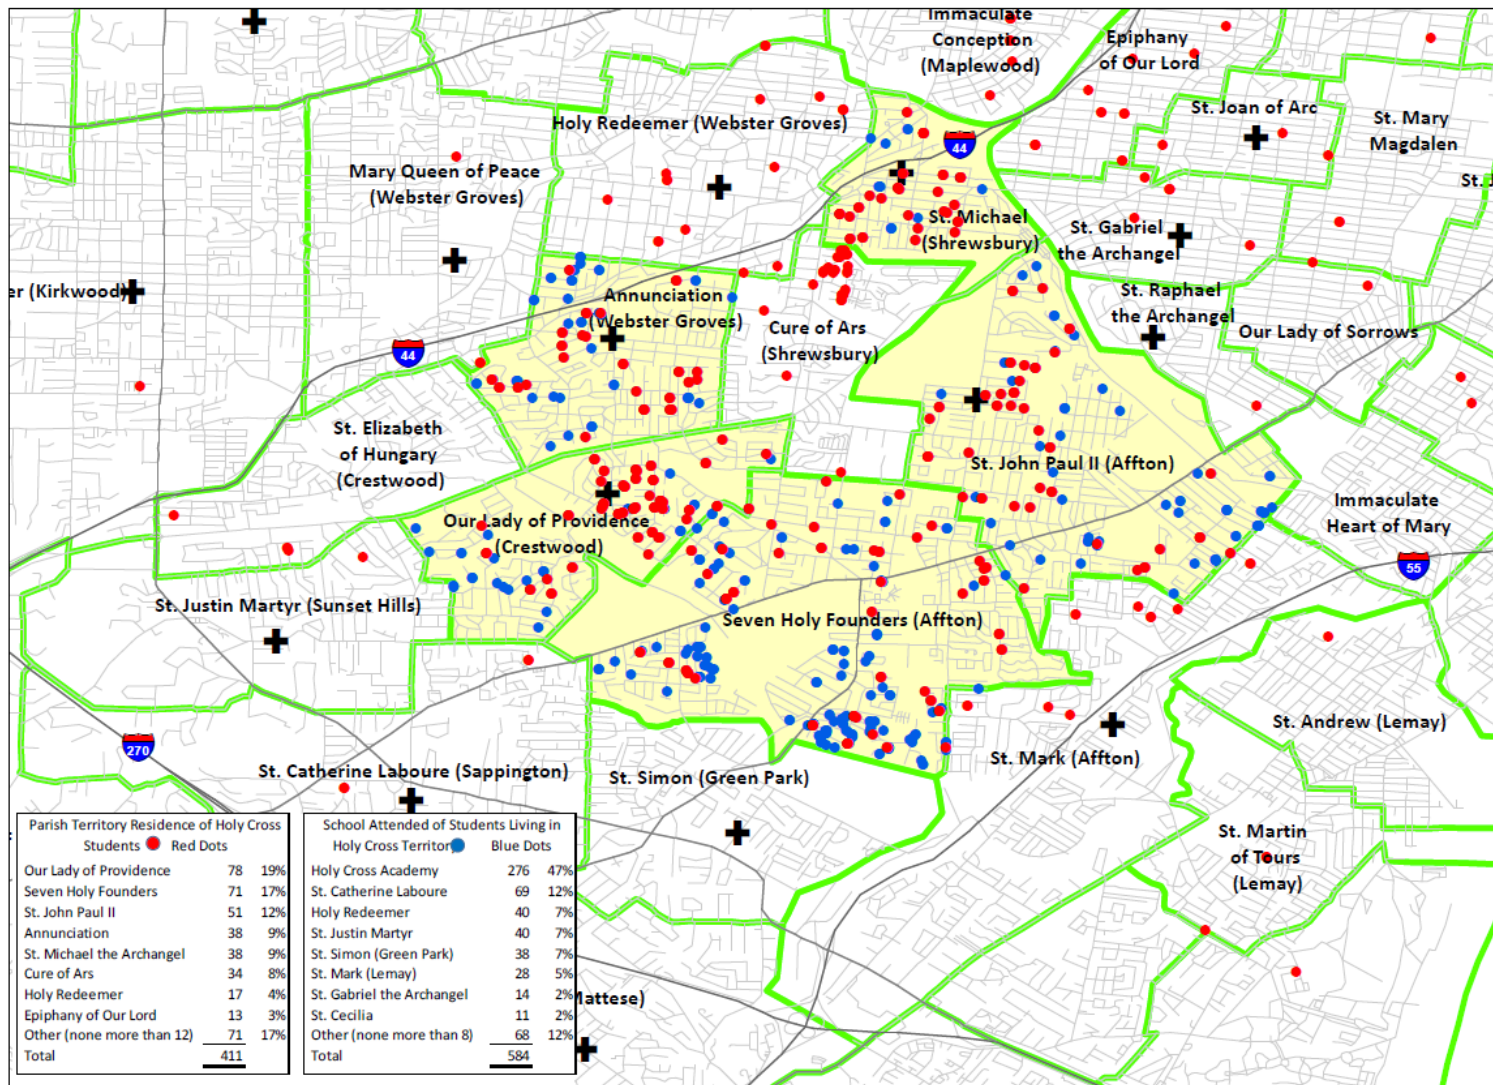 Immaculate
Conception
(Maplewood)
Epiphany
of Our Lord
St. Joan of Arc
St. Mary
Magdalen
Holy Redeemer (Webster Groves)
44
Mary Queen of Peace
(Webster Groves)
St. J
St. Michael
(Shrewsbury)
St. Gabriel
the Archangel
er (Kirkwood)
Annunciation
(Webster Groves)
St. Raphael
the Archangel
Cure of Ars
(Shrewsbury)
Our Lady of Sorrows
44
St. Elizabeth
of Hungary
(Crestwood)
St. John Paul II (Affton)
Immaculate
Heart of Mary
Our Lady of Providence
(Crestwood)
55
St. Justin Martyr (Sunset Hills)
Seven Holy Founders (Affton)
St. Andrew (Lemay)
270
St. Catherine Laboure (Sappington)
St. Simon (Green Park)
St. Mark (Affton)
St. Martin
of Tours
(Lemay)
Mattese)
Parish Territory Residence of Holy Cross
Students Red Dots
Our Lady of Providence 78 19%
Seven Holy Founders 71 17%
St. John Paul II 51 12%
Annunciation 38 9%
St. Michael the Archangel 38 9%
Cure of Ars 34 8%
Holy Redeemer 17 4%
Epiphany of Our Lord 13 3%
Other (none more than 12) 71 17%
Total 411
School Attended of Students Living in
Holy Cross Territory Blue Dots
Holy Cross Academy 276 47%
St. Catherine Laboure 69 12%
Holy Redeemer 40 7%
St. Justin Martyr 40 7%
St. Simon (Green Park) 38 7%
St. Mark (Lemay) 28 5%
St. Gabriel the Archangel 14 2%
St. Cecilia 11 2%
Other (none more than 8) 68 12%
Total 584